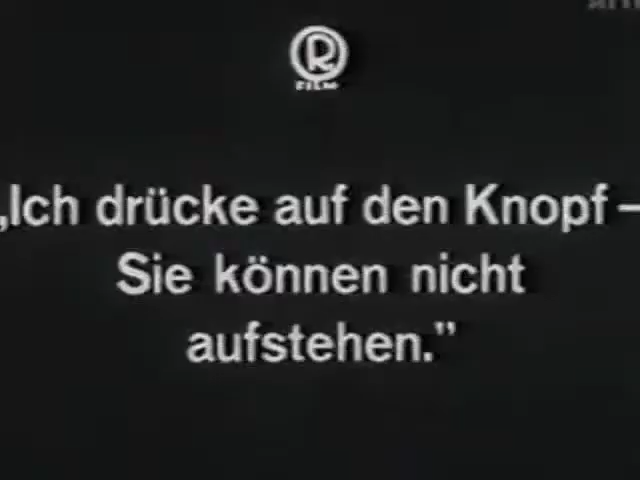 R
FILM
„Ich drücke auf den Knopf –
Sie können nicht
aufstehen.”